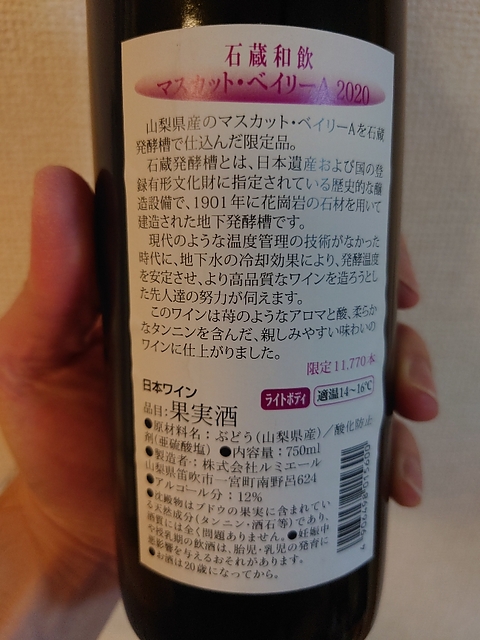 石蔵和飲
マスカット・ベイリーA 2020
山梨県産のマスカット・ベイリーAを石蔵
発酵槽で仕込んだ限定品。
石蔵発酵槽とは、日本遺産および国の登
録有形文化財に指定されている歴史的な醸
造設備で、1901年に花崗岩の石材を用いて
建造された地下発酵槽です。
現代のような温度管理の技術がなかった
時代に、地下水の冷却効果により、発酵温度
を安定させ、より高品質なワインを造ろうとし
た先人達の努力が伺えます。
このワインは苺のようなアロマと酸、柔らか
なタンニンを含んだ、親しみやすい味わいの
ワインに仕上がりました。
限定11,770本
日本ワイン
ライトボディ 適温14~16℃
品目:果実酒
●原材料名:ぶどう(山梨県産)/酸化防止
剤(亜硫酸塩) ●内容量:750ml
●製造者:株式会社ルミエール
山梨県笛吹市一宮町南野呂624
●アルコール分:12%
●沈殿物はブドウの果実に含まれてい
る天然成分(タンニン・酒石等)であり、
酒質には全く問題ありません。●妊娠中
や授乳期の飲酒は、胎児・乳児の発育に
悪影響を与えるおそれがあります。
●お酒は20歳になってから。